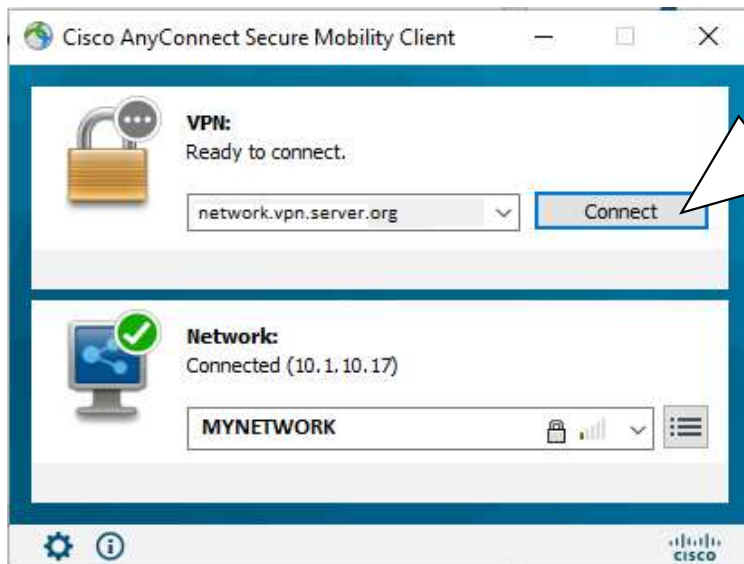 Cisco AnyConnect Secure Mobility Client
VPN:
Ready to connect.
network.vpn.server.org
Connect
Network:
Connected (10.1.10.17)
MYNETWORK
CISCO